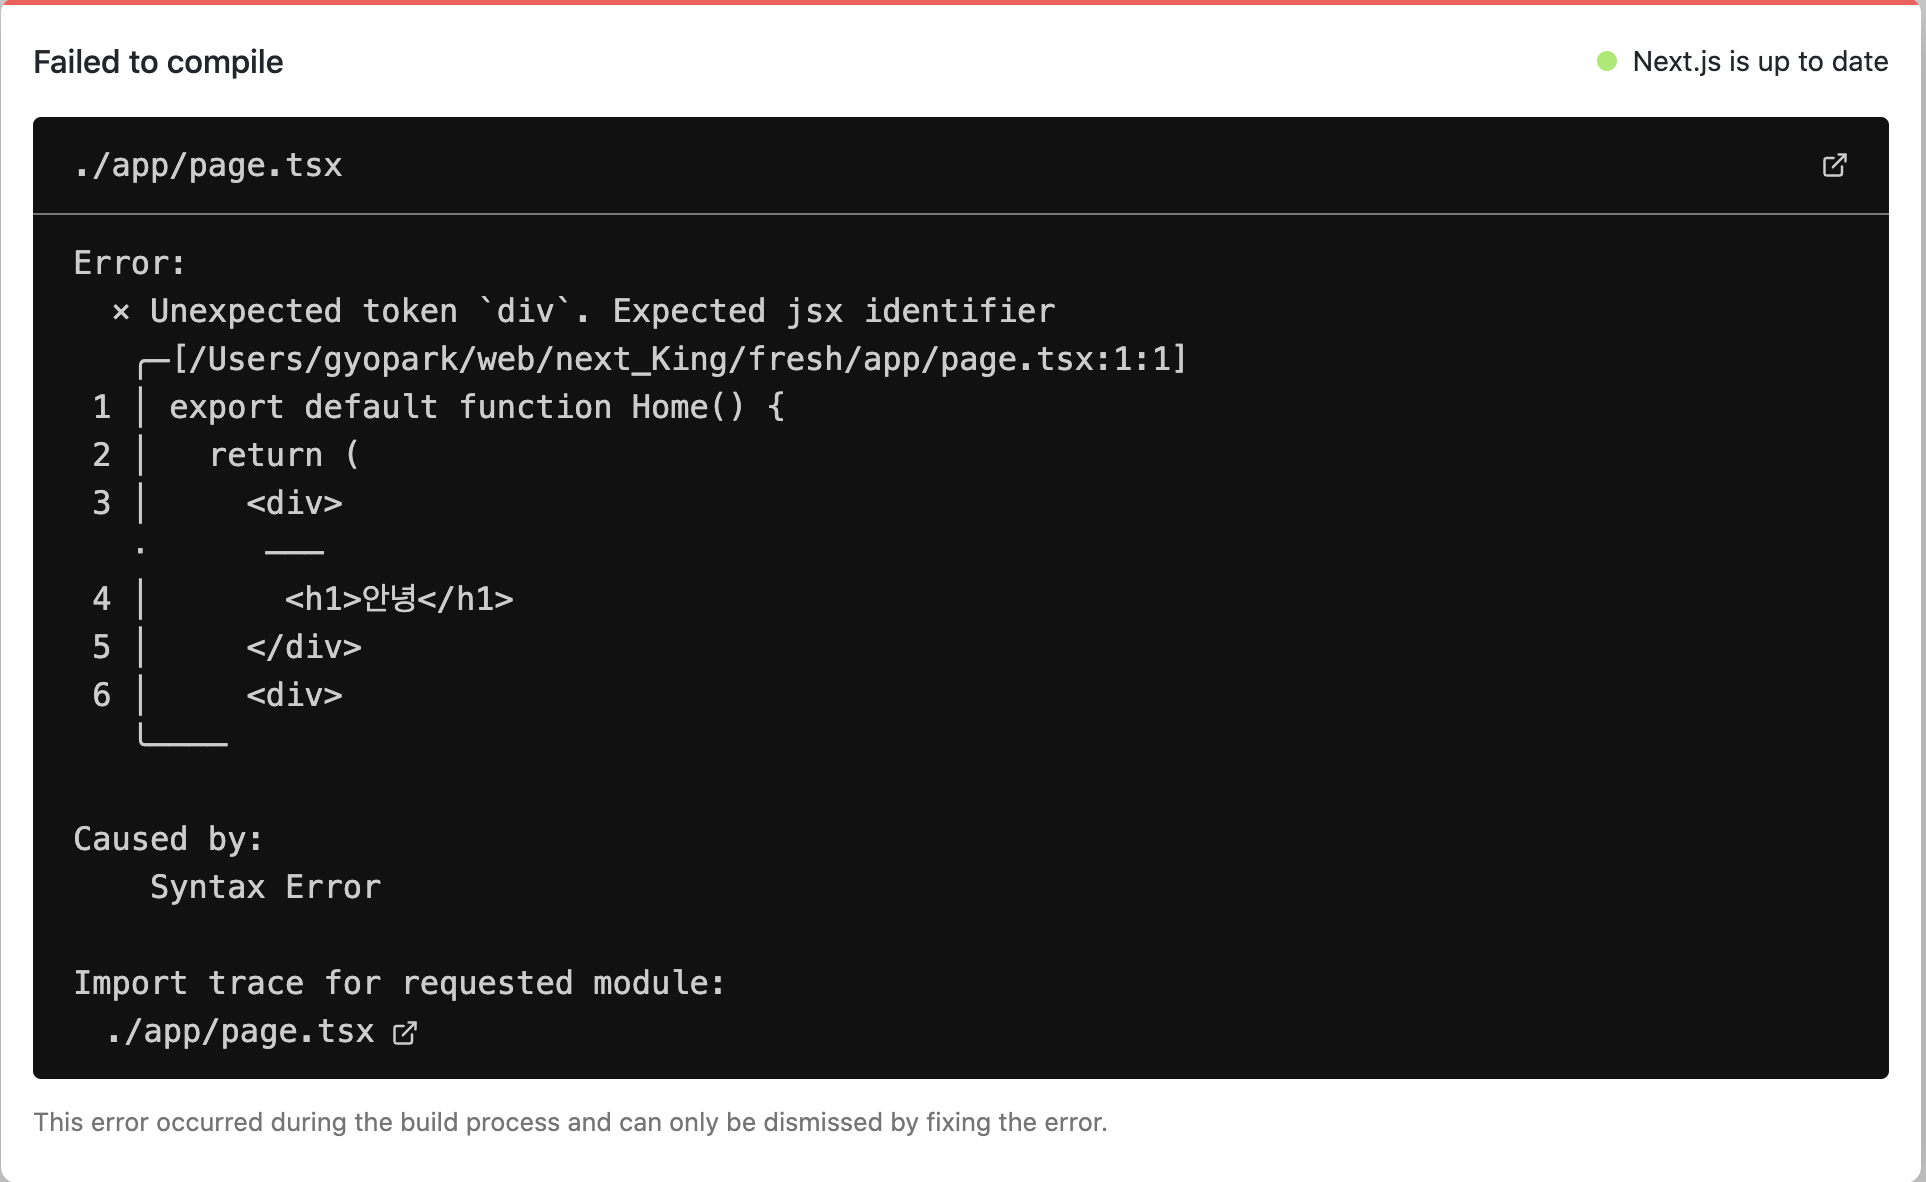 Failed to compile
Next.js is up to date
./app/page.tsx
Error:
  × Unexpected token `div`. Expected jsx identifier
   ╭─[/Users/gyopark/web/next_King/fresh/app/page.tsx:1:1]
 1 │ export default function Home() {
 2 │   return (
 3 │     <div>
   ·      ───
 4 │       <h1>안녕</h1>
 5 │     </div>
 6 │     <div>
   ╰────
Caused by:
    Syntax Error
Import trace for requested module:
./app/page.tsx
This error occurred during the build process and can only be dismissed by fixing the error.